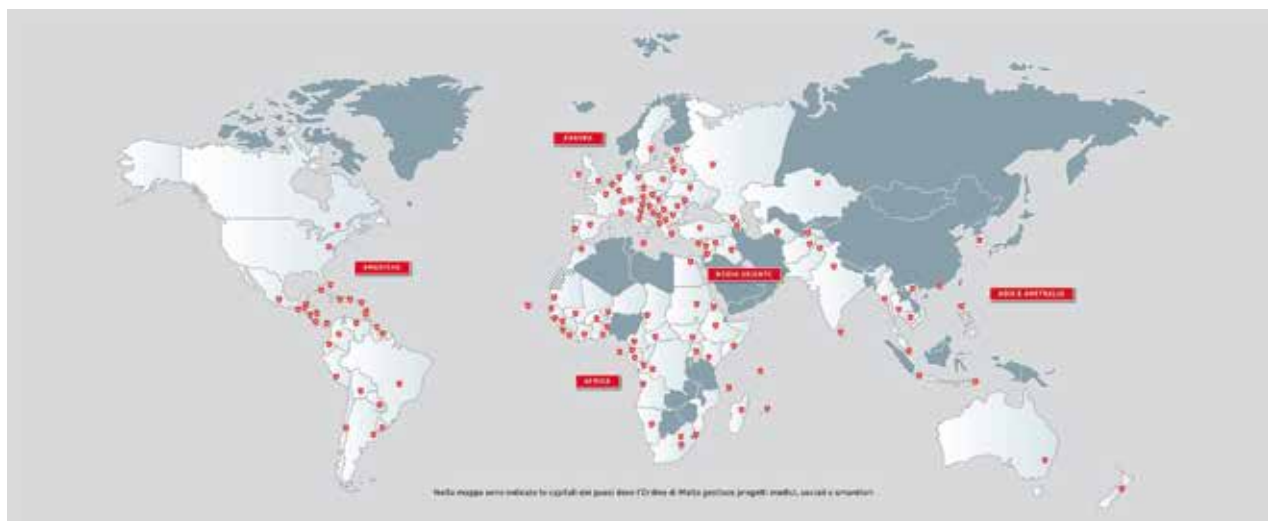 EUROPA
AMERICHE
MEDIO ORIENTE
ASIA E AUSTRALIA
AFRICA
Nella mappa sono indicate le capitali dei paesi dove l'Ordine di Malta gestisce progetti medici, sociali e umanitari